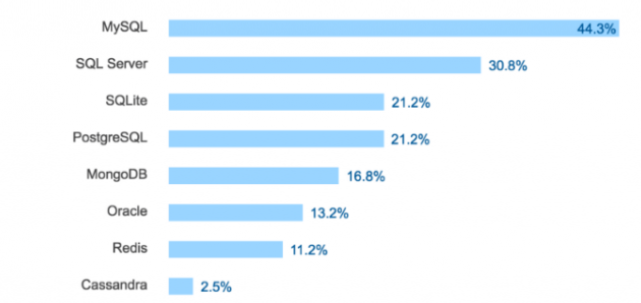 MySQL 44.3%
SQL Server 30.8%
SQLite 21.2%
PostgreSQL 21.2%
MongoDB 16.8%
Oracle 13.2%
Redis 11.2%
Cassandra 2.5%